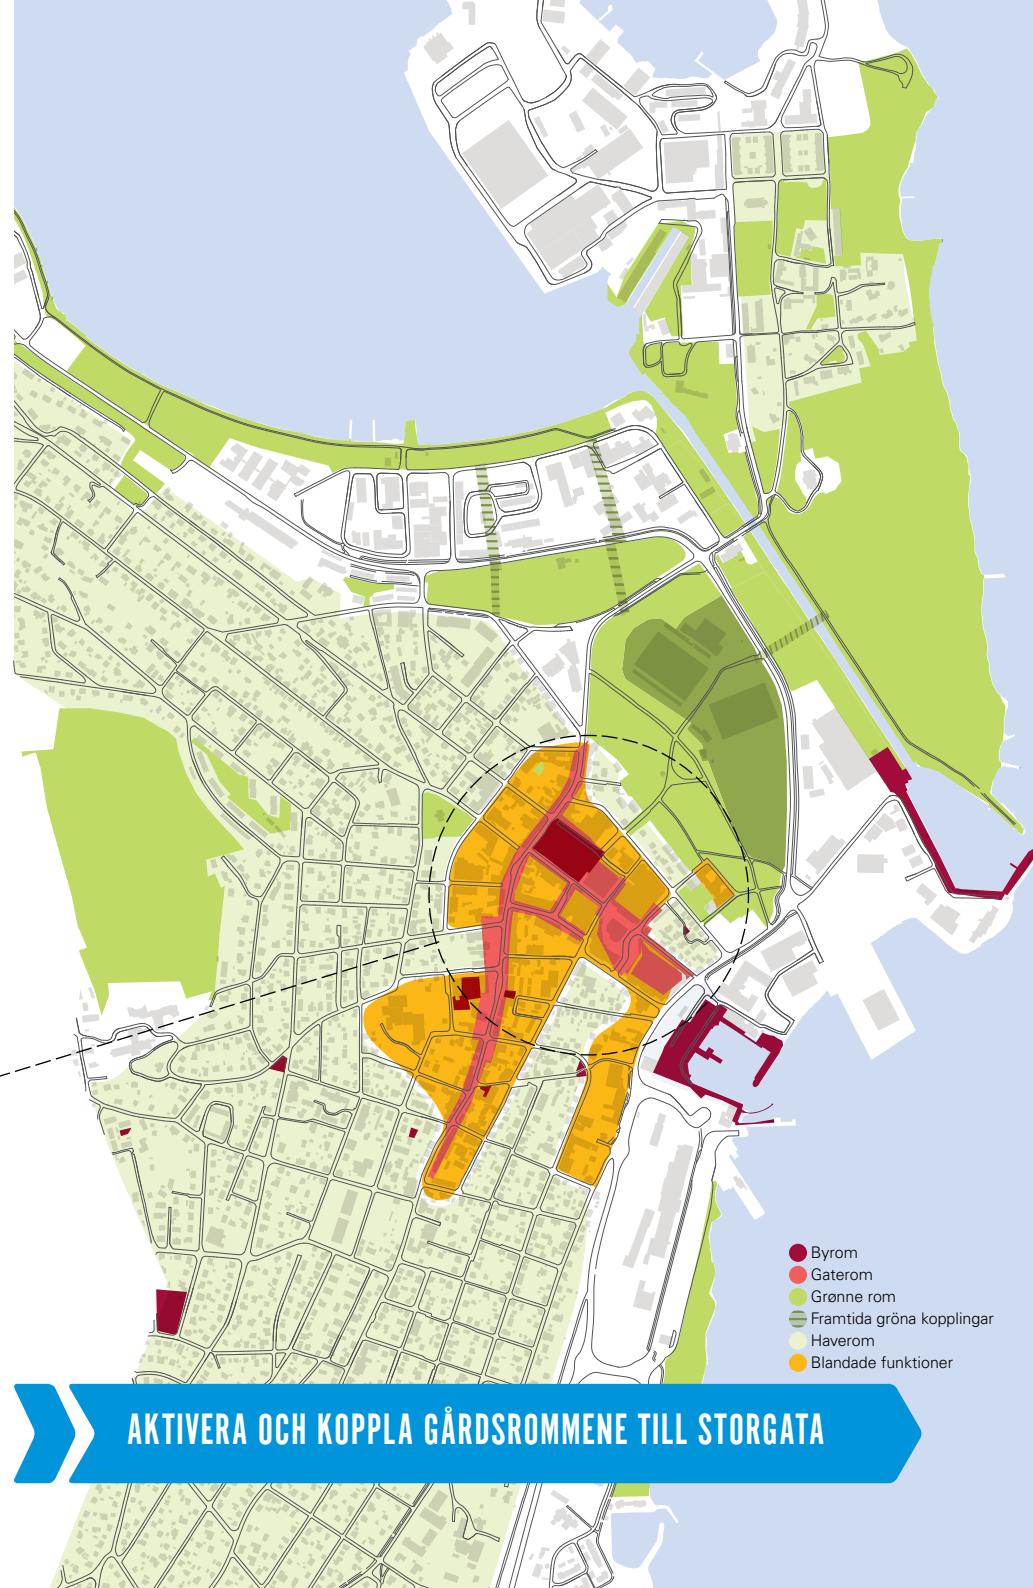 Byrom
Gaterom
Grønne rom
Framtida gröna kopplingar
Haverom
Blandade funktioner
AKTIVERA OCH KOPPLA GÅRDSROMMENE TILL STORGATA